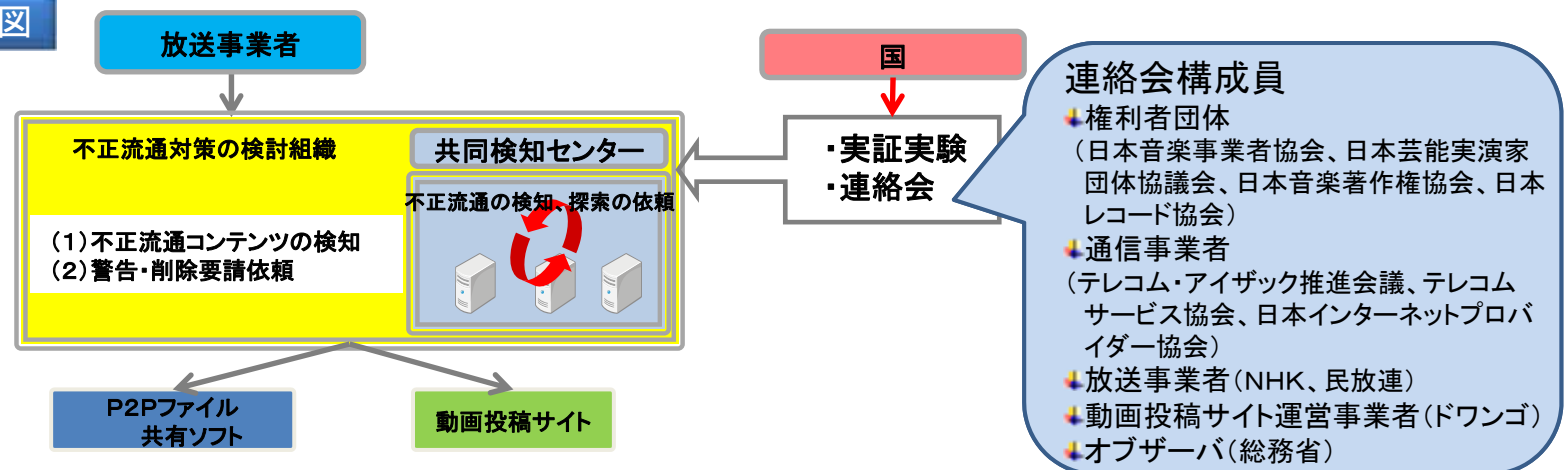 図
放送事業者
国
不正流通対策の検討組織
共同検知センター
不正流通の検知、探索の依頼
(1)不正流通コンテンツの検知
(2)警告・削除要請依頼
・実証実験
・連絡会
P2Pファイル
共有ソフト
動画投稿サイト
連絡会構成員
権利者団体
(日本音楽事業者協会、日本芸能実演家
団体協議会、日本音楽著作権協会、日本
レコード協会)
通信事業者
(テレコム・アイザック推進会議、テレコム
サービス協会、日本インターネットプロバ
イダー協会)
放送事業者(NHK、民放連)
動画投稿サイト運営事業者(ドワンゴ)
オブザーバ(総務省)